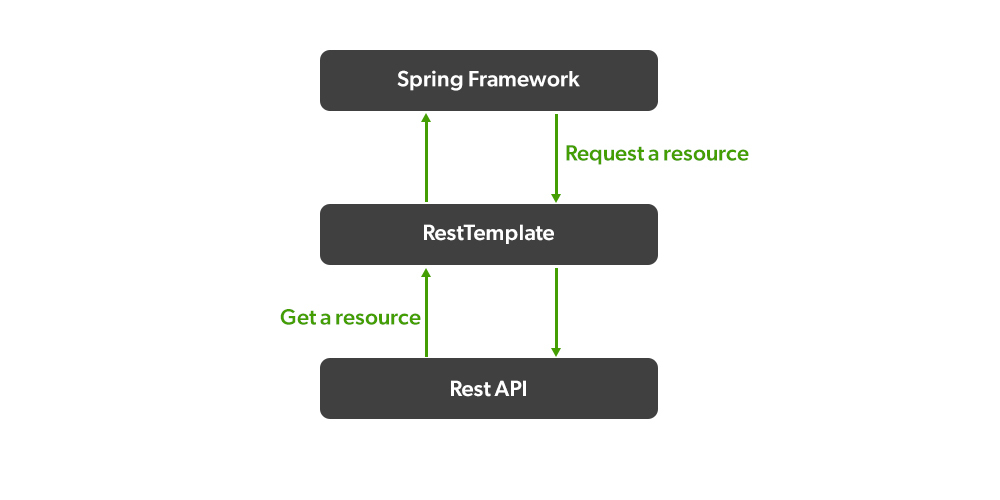 Spring Framework
Request a resource
RestTemplate
Get a resource
Rest API